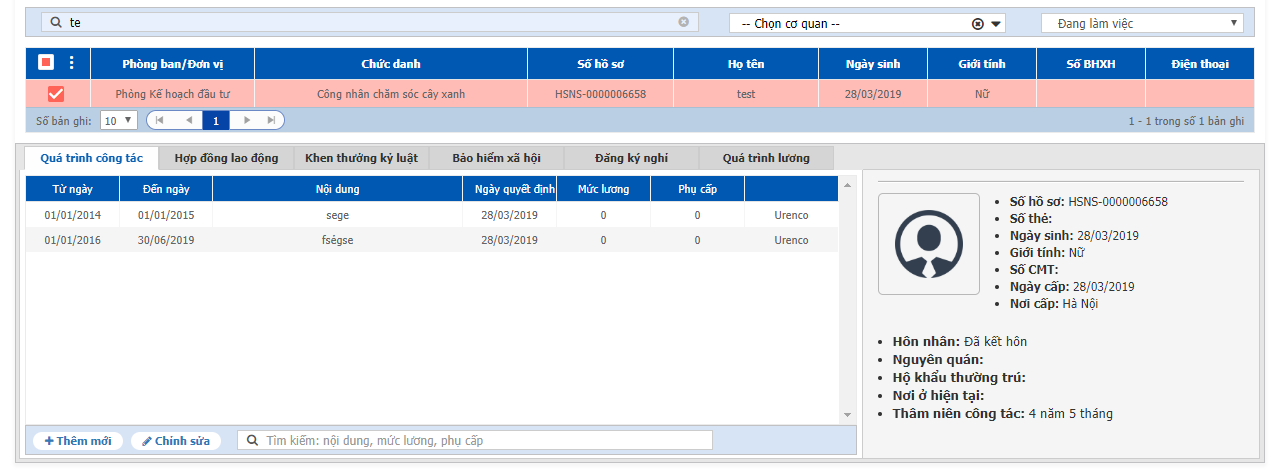 te
-- Chọn cơ quan --
Đang làm việc
Phòng ban/Đơn vị Chức danh Số hồ sơ Họ tên Ngày sinh Giới tính Số BHXH Điện thoại
Phòng Kế hoạch đầu tư Công nhân chăm sóc cây xanh HSNS-0000006658 test 28/03/2019 Nữ
Số bản ghi: 10 1 1 - 1 trong số 1 bản ghi
Quá trình công tác Hợp đồng lao động Khen thưởng kỷ luật Bảo hiểm xã hội Đăng ký nghỉ Quá trình lương
Từ ngày Đến ngày Nội dung Ngày quyết định Mức lương Phụ cấp
01/01/2014 01/01/2015 sege 28/03/2019 0 0 Urenco
01/01/2016 30/06/2019 fségse 28/03/2019 0 0 Urenco
Thêm mới Chỉnh sửa Tìm kiếm: nội dung, mức lương, phụ cấp
Số hồ sơ: HSNS-0000006658
Số thẻ:
Ngày sinh: 28/03/2019
Giới tính: Nữ
Số CMT:
Ngày cấp: 28/03/2019
Nơi cấp: Hà Nội
Hôn nhân: Đã kết hôn
Nguyên quán:
Hộ khẩu thường trú:
Nơi ở hiện tại:
Thâm niên công tác: 4 năm 5 tháng